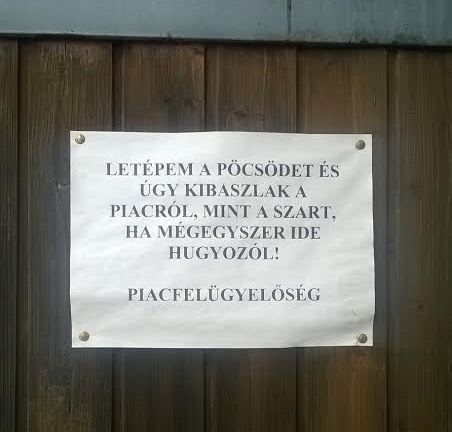 LETÉPEM A PÖCSÖDET ÉS
ÚGY KIBASZLAK A
PIACRÓL, MINT A SZART,
HA MÉGEGYSZER IDE
HUGYOZÓL!
PIACFELÜGYELŐSÉG